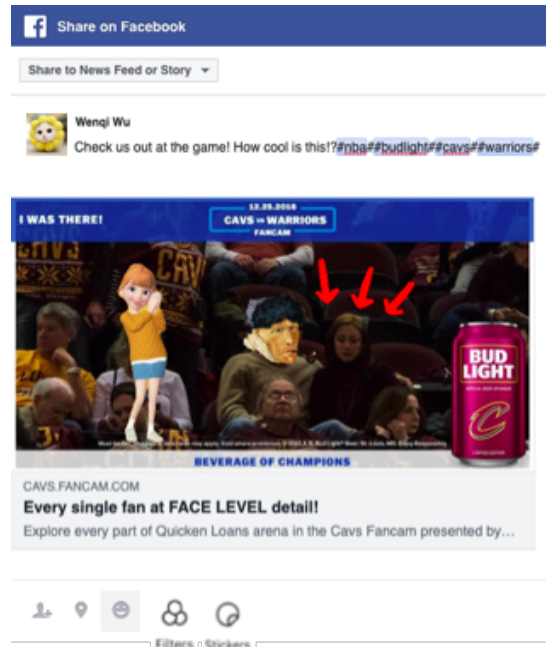 Share on Facebook
Share to News Feed or Story
Wenqi Wu
Check us out at the game! How cool is this!?#nba##budlight##cavs##warriors#
12.25.2016
I WAS THERE!
CAVS vs WARRIORS
FANCAM
CAVS
CAV
BUD
LIGHT
C
BEVERAGE OF CHAMPIONS
CAVS.FANCAM.COM
Every single fan at FACE LEVEL detail!
Explore every part of Quicken Loans arena in the Cavs Fancam presented by...
Filters
Stickers